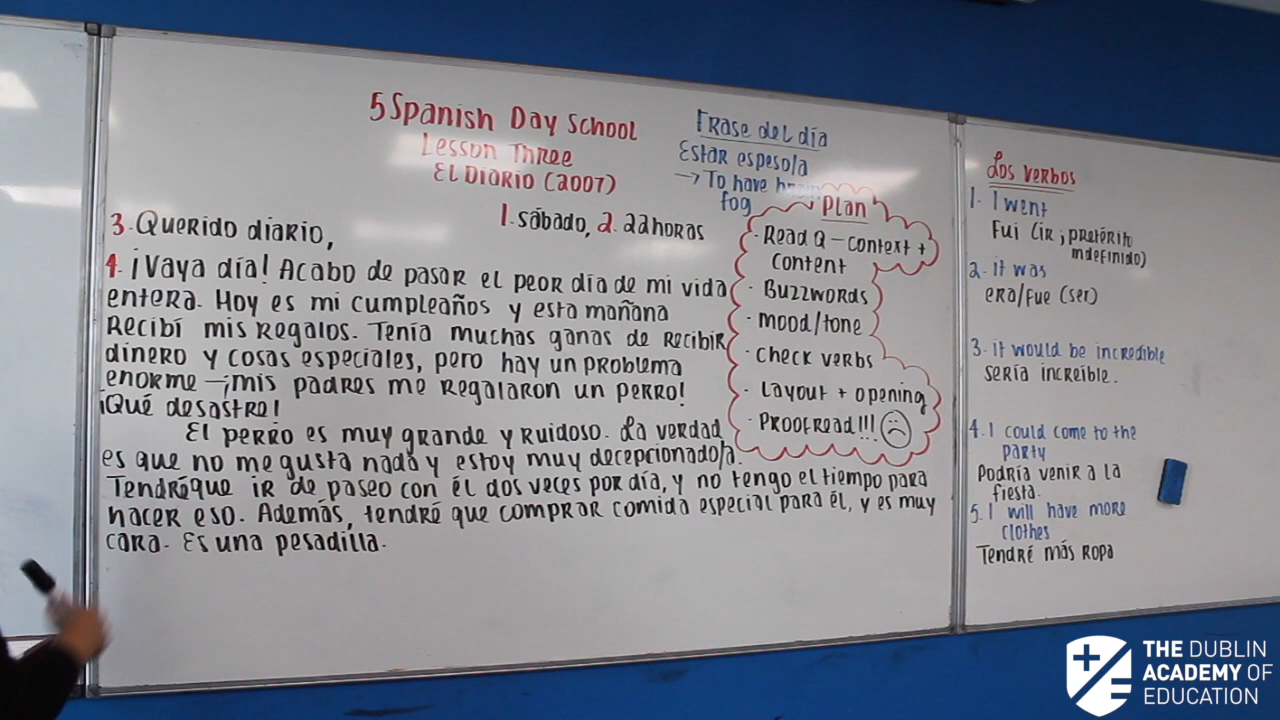 5 Spanish Day School
Lesson Three
El Diario (2007)
Frase del día
Estar espeso/a
→ To have brain
fog
1. sábado, 2. 22 horas
3. Querido diario,
4. ¡Vaya día! Acabo de pasar el peor día de mi vida
entera. Hoy es mi cumpleaños y esta mañana
recibí mis regalos. Tenía muchas ganas de recibir
dinero y cosas especiales, pero hay un problema
enorme – ¡mis padres me regalaron un perro!
¡Qué desastre!
El perro es muy grande y ruidoso. La verdad
es que no me gusta nada y estoy muy decepcionado/a.
Tendréque ir de paseo con él dos veces por día, y no tengo el tiempo para
hacer eso. Además, tendré que comprar comida especial para él, y es muy
cara. Es una pesadilla.
Plan
· Read Q – context +
content
· Buzzwords
· Mood/tone
· Check verbs
· Layout + opening
· Proofread!!!
Los verbos
1. I went
Fui (ir, pretérito
indefinido)
2. it was
era/fue (ser)
3. it would be incredible
sería increíble.
4. I could come to the
party
Podría venir a la
fiesta.
5. I will have more
clothes
Tendré más ropa
THE DUBLIN
ACADEMY OF
EDUCATION